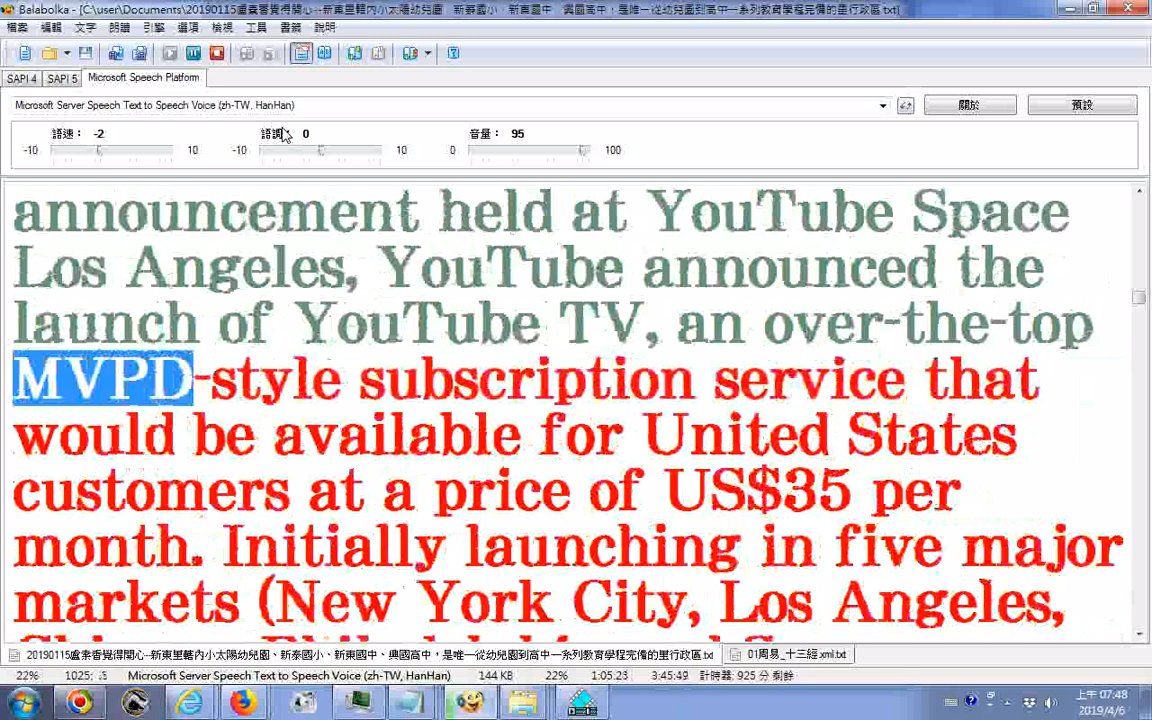 Balabolka - [C:\user\Documents\20190115盧素香覺得開心--新東里轄內小太陽幼兒園、新泰國小、新東國中、興國高中，是唯一從幼兒園到高中一系列教育學程完備的里行政區.txt]
檔案 編輯 文字 朗讀 引擎 選項 檢視 工具 書籤 說明
SAPI 4 SAPI 5 Microsoft Speech Platform
Microsoft Server Speech Text to Speech Voice (zh-TW, HanHan) 關於 預設
語速： -2 語調： 0 音量： 95
-10 10 -10 10 0 100
announcement held at YouTube Space
Los Angeles, YouTube announced the
launch of YouTube TV, an over-the-top
MVPD-style subscription service that
would be available for United States
customers at a price of US$35 per
month. Initially launching in five major
markets (New York City, Los Angeles,
20190115盧素香覺得開心--新東里轄內小太陽幼兒園、新泰國小、新東國中、興國高中，是唯一從幼兒園到高中一系列教育學程完備的里行政區.txt 01周易_十三經.xml.txt
22% Microsoft Server Speech Text to Speech Voice (zh-TW, HanHan) 144 KB 22% 1:05:23 3:45:49 計時器: 925 分 剩餘
上午 07:48
2019/4/6